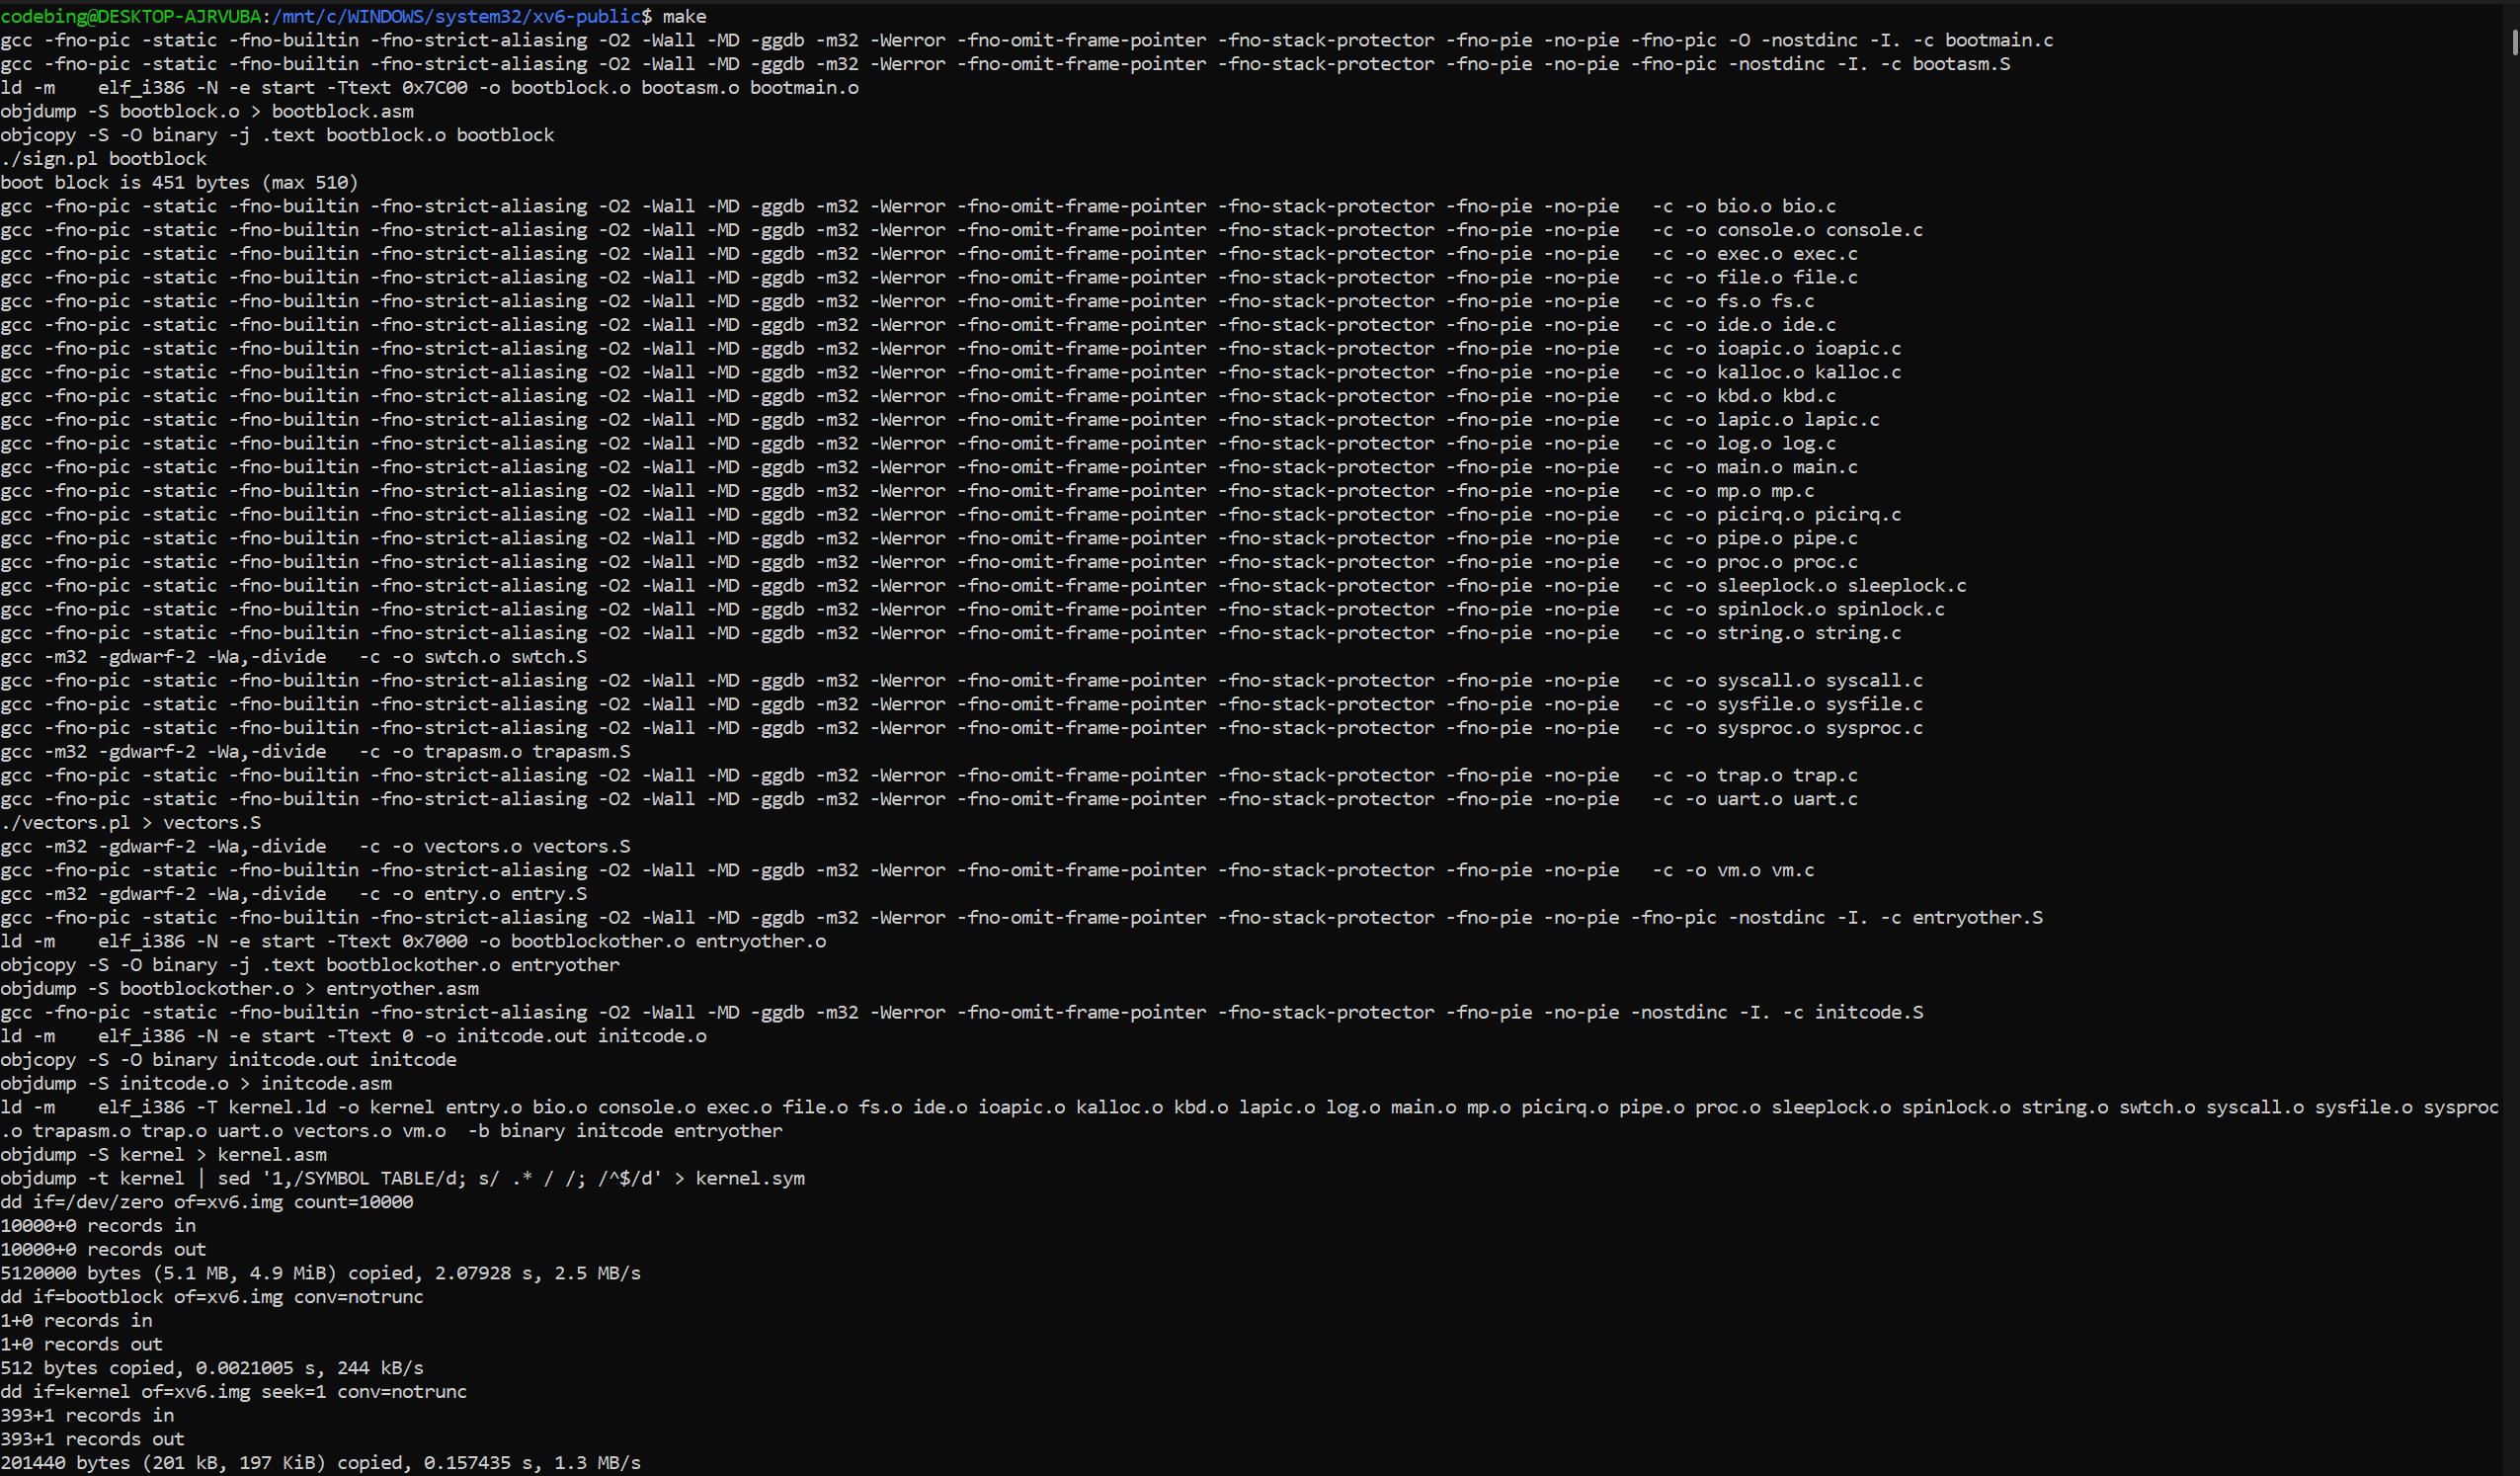 codebing@DESKTOP-AJRVUBA:/mnt/c/WINDOWS/system32/xv6-public$ make
gcc -fno-pic -static -fno-builtin -fno-strict-aliasing -O2 -Wall -MD -ggdb -m32 -Werror -fno-omit-frame-pointer -fno-stack-protector -fno-pie -no-pie -fno-pic -O -nostdinc -I. -c bootmain.c
gcc -fno-pic -static -fno-builtin -fno-strict-aliasing -O2 -Wall -MD -ggdb -m32 -Werror -fno-omit-frame-pointer -fno-stack-protector -fno-pie -no-pie -fno-pic -nostdinc -I. -c bootasm.S
ld -m    elf_i386 -N -e start -Ttext 0x7C00 -o bootblock.o bootasm.o bootmain.o
objdump -S bootblock.o > bootblock.asm
objcopy -S -O binary -j .text bootblock.o bootblock
./sign.pl bootblock
boot block is 451 bytes (max 510)
gcc -fno-pic -static -fno-builtin -fno-strict-aliasing -O2 -Wall -MD -ggdb -m32 -Werror -fno-omit-frame-pointer -fno-stack-protector -fno-pie -no-pie   -c -o bio.o bio.c
gcc -fno-pic -static -fno-builtin -fno-strict-aliasing -O2 -Wall -MD -ggdb -m32 -Werror -fno-omit-frame-pointer -fno-stack-protector -fno-pie -no-pie   -c -o console.o console.c
gcc -fno-pic -static -fno-builtin -fno-strict-aliasing -O2 -Wall -MD -ggdb -m32 -Werror -fno-omit-frame-pointer -fno-stack-protector -fno-pie -no-pie   -c -o exec.o exec.c
gcc -fno-pic -static -fno-builtin -fno-strict-aliasing -O2 -Wall -MD -ggdb -m32 -Werror -fno-omit-frame-pointer -fno-stack-protector -fno-pie -no-pie   -c -o file.o file.c
gcc -fno-pic -static -fno-builtin -fno-strict-aliasing -O2 -Wall -MD -ggdb -m32 -Werror -fno-omit-frame-pointer -fno-stack-protector -fno-pie -no-pie   -c -o fs.o fs.c
gcc -fno-pic -static -fno-builtin -fno-strict-aliasing -O2 -Wall -MD -ggdb -m32 -Werror -fno-omit-frame-pointer -fno-stack-protector -fno-pie -no-pie   -c -o ide.o ide.c
gcc -fno-pic -static -fno-builtin -fno-strict-aliasing -O2 -Wall -MD -ggdb -m32 -Werror -fno-omit-frame-pointer -fno-stack-protector -fno-pie -no-pie   -c -o ioapic.o ioapic.c
gcc -fno-pic -static -fno-builtin -fno-strict-aliasing -O2 -Wall -MD -ggdb -m32 -Werror -fno-omit-frame-pointer -fno-stack-protector -fno-pie -no-pie   -c -o kalloc.o kalloc.c
gcc -fno-pic -static -fno-builtin -fno-strict-aliasing -O2 -Wall -MD -ggdb -m32 -Werror -fno-omit-frame-pointer -fno-stack-protector -fno-pie -no-pie   -c -o kbd.o kbd.c
gcc -fno-pic -static -fno-builtin -fno-strict-aliasing -O2 -Wall -MD -ggdb -m32 -Werror -fno-omit-frame-pointer -fno-stack-protector -fno-pie -no-pie   -c -o lapic.o lapic.c
gcc -fno-pic -static -fno-builtin -fno-strict-aliasing -O2 -Wall -MD -ggdb -m32 -Werror -fno-omit-frame-pointer -fno-stack-protector -fno-pie -no-pie   -c -o log.o log.c
gcc -fno-pic -static -fno-builtin -fno-strict-aliasing -O2 -Wall -MD -ggdb -m32 -Werror -fno-omit-frame-pointer -fno-stack-protector -fno-pie -no-pie   -c -o main.o main.c
gcc -fno-pic -static -fno-builtin -fno-strict-aliasing -O2 -Wall -MD -ggdb -m32 -Werror -fno-omit-frame-pointer -fno-stack-protector -fno-pie -no-pie   -c -o mp.o mp.c
gcc -fno-pic -static -fno-builtin -fno-strict-aliasing -O2 -Wall -MD -ggdb -m32 -Werror -fno-omit-frame-pointer -fno-stack-protector -fno-pie -no-pie   -c -o picirq.o picirq.c
gcc -fno-pic -static -fno-builtin -fno-strict-aliasing -O2 -Wall -MD -ggdb -m32 -Werror -fno-omit-frame-pointer -fno-stack-protector -fno-pie -no-pie   -c -o pipe.o pipe.c
gcc -fno-pic -static -fno-builtin -fno-strict-aliasing -O2 -Wall -MD -ggdb -m32 -Werror -fno-omit-frame-pointer -fno-stack-protector -fno-pie -no-pie   -c -o proc.o proc.c
gcc -fno-pic -static -fno-builtin -fno-strict-aliasing -O2 -Wall -MD -ggdb -m32 -Werror -fno-omit-frame-pointer -fno-stack-protector -fno-pie -no-pie   -c -o sleeplock.o sleeplock.c
gcc -fno-pic -static -fno-builtin -fno-strict-aliasing -O2 -Wall -MD -ggdb -m32 -Werror -fno-omit-frame-pointer -fno-stack-protector -fno-pie -no-pie   -c -o spinlock.o spinlock.c
gcc -fno-pic -static -fno-builtin -fno-strict-aliasing -O2 -Wall -MD -ggdb -m32 -Werror -fno-omit-frame-pointer -fno-stack-protector -fno-pie -no-pie   -c -o string.o string.c
gcc -m32 -gdwarf-2 -Wa,-divide   -c -o swtch.o swtch.S
gcc -fno-pic -static -fno-builtin -fno-strict-aliasing -O2 -Wall -MD -ggdb -m32 -Werror -fno-omit-frame-pointer -fno-stack-protector -fno-pie -no-pie   -c -o syscall.o syscall.c
gcc -fno-pic -static -fno-builtin -fno-strict-aliasing -O2 -Wall -MD -ggdb -m32 -Werror -fno-omit-frame-pointer -fno-stack-protector -fno-pie -no-pie   -c -o sysfile.o sysfile.c
gcc -fno-pic -static -fno-builtin -fno-strict-aliasing -O2 -Wall -MD -ggdb -m32 -Werror -fno-omit-frame-pointer -fno-stack-protector -fno-pie -no-pie   -c -o sysproc.o sysproc.c
gcc -m32 -gdwarf-2 -Wa,-divide   -c -o trapasm.o trapasm.S
gcc -fno-pic -static -fno-builtin -fno-strict-aliasing -O2 -Wall -MD -ggdb -m32 -Werror -fno-omit-frame-pointer -fno-stack-protector -fno-pie -no-pie   -c -o trap.o trap.c
gcc -fno-pic -static -fno-builtin -fno-strict-aliasing -O2 -Wall -MD -ggdb -m32 -Werror -fno-omit-frame-pointer -fno-stack-protector -fno-pie -no-pie   -c -o uart.o uart.c
./vectors.pl > vectors.S
gcc -m32 -gdwarf-2 -Wa,-divide   -c -o vectors.o vectors.S
gcc -fno-pic -static -fno-builtin -fno-strict-aliasing -O2 -Wall -MD -ggdb -m32 -Werror -fno-omit-frame-pointer -fno-stack-protector -fno-pie -no-pie   -c -o vm.o vm.c
gcc -m32 -gdwarf-2 -Wa,-divide   -c -o entry.o entry.S
gcc -fno-pic -static -fno-builtin -fno-strict-aliasing -O2 -Wall -MD -ggdb -m32 -Werror -fno-omit-frame-pointer -fno-stack-protector -fno-pie -no-pie -fno-pic -nostdinc -I. -c entryother.S
ld -m    elf_i386 -N -e start -Ttext 0x7000 -o bootblockother.o entryother.o
objcopy -S -O binary -j .text bootblockother.o entryother
objdump -S bootblockother.o > entryother.asm
gcc -fno-pic -static -fno-builtin -fno-strict-aliasing -O2 -Wall -MD -ggdb -m32 -Werror -fno-omit-frame-pointer -fno-stack-protector -fno-pie -no-pie -nostdinc -I. -c initcode.S
ld -m    elf_i386 -N -e start -Ttext 0 -o initcode.out initcode.o
objcopy -S -O binary initcode.out initcode
objdump -S initcode.o > initcode.asm
ld -m    elf_i386 -T kernel.ld -o kernel entry.o bio.o console.o exec.o file.o fs.o ide.o ioapic.o kalloc.o kbd.o lapic.o log.o main.o mp.o picirq.o pipe.o proc.o sleeplock.o spinlock.o string.o swtch.o syscall.o sysfile.o sysproc
.o trapasm.o trap.o uart.o vectors.o vm.o  -b binary initcode entryother
objdump -S kernel > kernel.asm
objdump -t kernel | sed '1,/SYMBOL TABLE/d; s/ .* / /; /^$/d' > kernel.sym
dd if=/dev/zero of=xv6.img count=10000
10000+0 records in
10000+0 records out
5120000 bytes (5.1 MB, 4.9 MiB) copied, 2.07928 s, 2.5 MB/s
dd if=bootblock of=xv6.img conv=notrunc
1+0 records in
1+0 records out
512 bytes copied, 0.0021005 s, 244 kB/s
dd if=kernel of=xv6.img seek=1 conv=notrunc
393+1 records in
393+1 records out
201440 bytes (201 kB, 197 KiB) copied, 0.157435 s, 1.3 MB/s